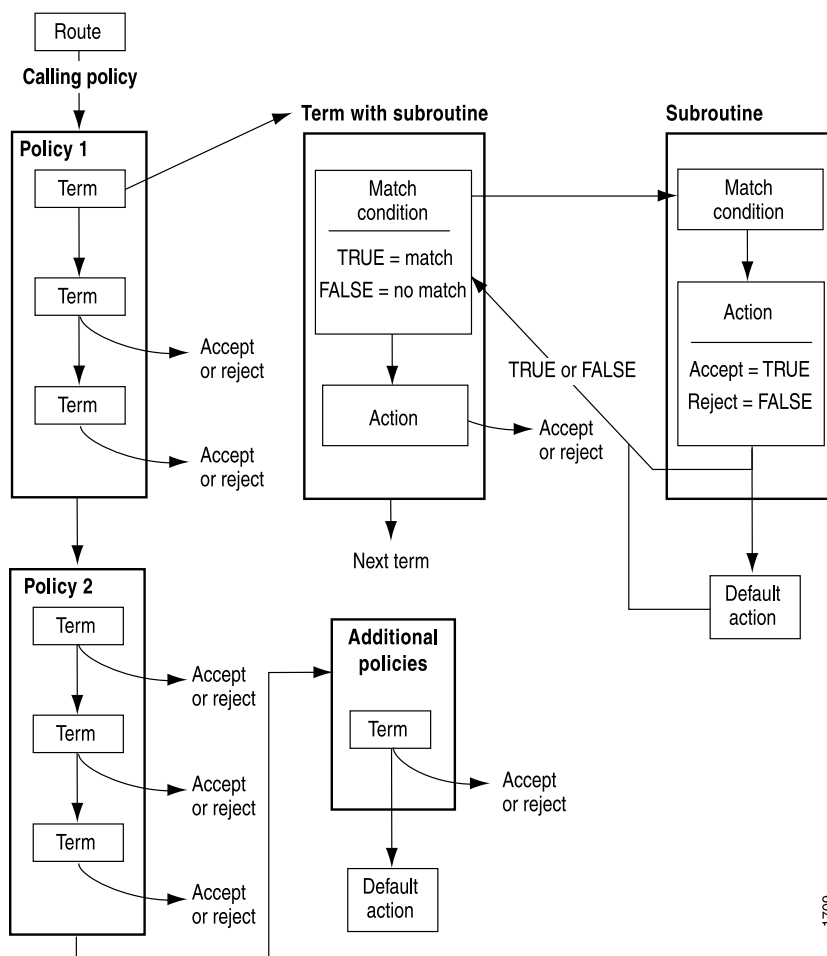 Route
Calling policy
Policy 1
Term
Term
Accept
or reject
Term
Accept
or reject
Term with subroutine
Match
condition
TRUE = match
FALSE = no match
Action
Accept
or reject
Next term
TRUE or FALSE
Subroutine
Match
condition
Action
Accept = TRUE
Reject = FALSE
Default
action
Policy 2
Term
Accept
or reject
Term
Accept
or reject
Term
Accept
or reject
Additional
policies
Term
Accept
or reject
Default
action